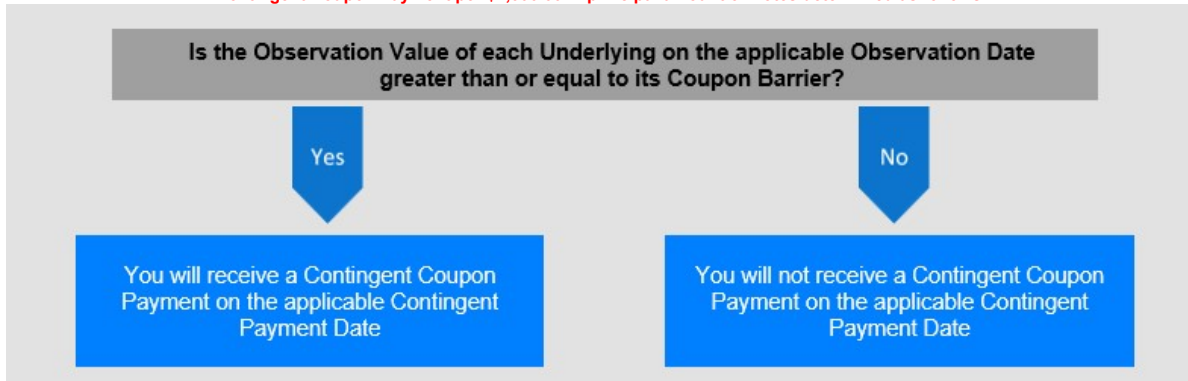 Is the Observation Value of each Underlying on the applicable Observation Date
greater than or equal to its Coupon Barrier?
Yes
No
You will receive a Contingent Coupon
Payment on the applicable Contingent
Payment Date
You will not receive a Contingent Coupon
Payment on the applicable Contingent
Payment Date